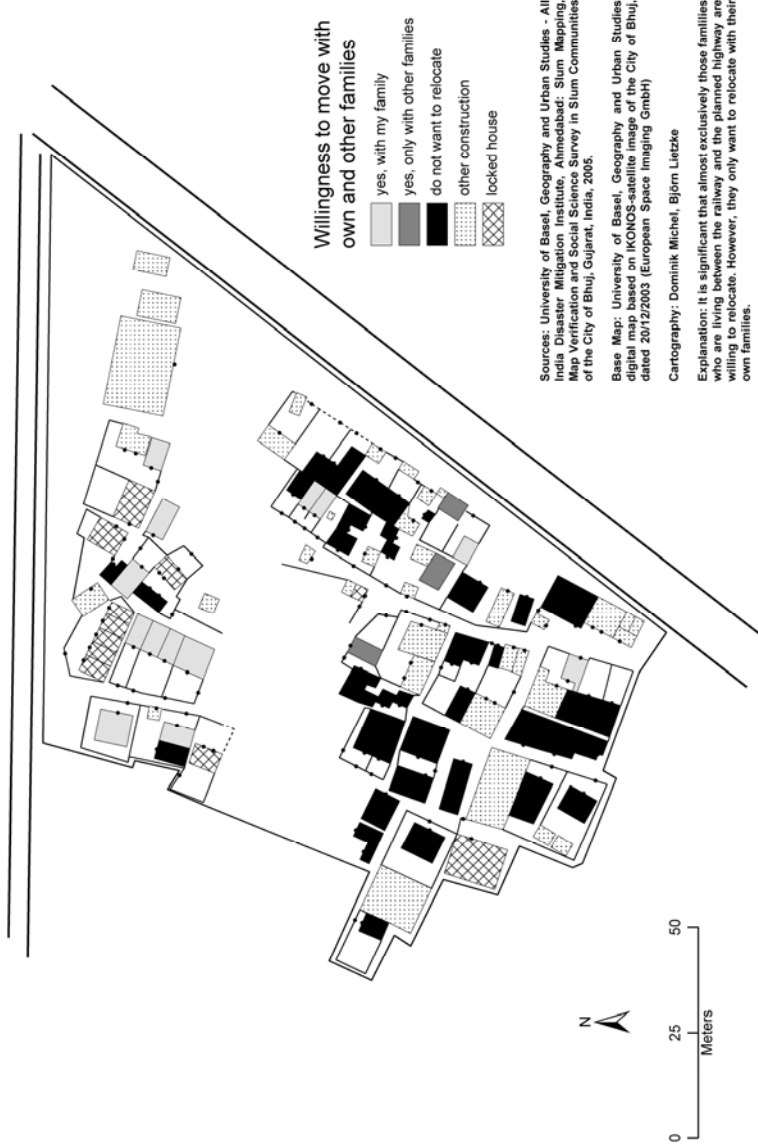 Willingness to move with
own and other families
yes, with my family
yes, only with other families
do not want to relocate
other construction
locked house
Sources: University of Basel, Geography and Urban Studies - All
India Disaster Mitigation Institute, Ahmedabad: Slum Mapping,
Map Verification and Social Science Survey in Slum Communities
of the City of Bhuj, Gujarat, India, 2005.
Base Map: University of Basel, Geography and Urban Studies
digital map based on IKONOS-satellite image of the City of Bhuj,
dated 20/12/2003 (European Space Imaging GmbH)
Cartography: Dominik Michel, Björn Lietzke
Explanation: It is significant that almost exclusively those families
who are living between the railway and the planned highway are
willing to relocate. However, they only want to relocate with their
own families.
N
0 25 50
Meters